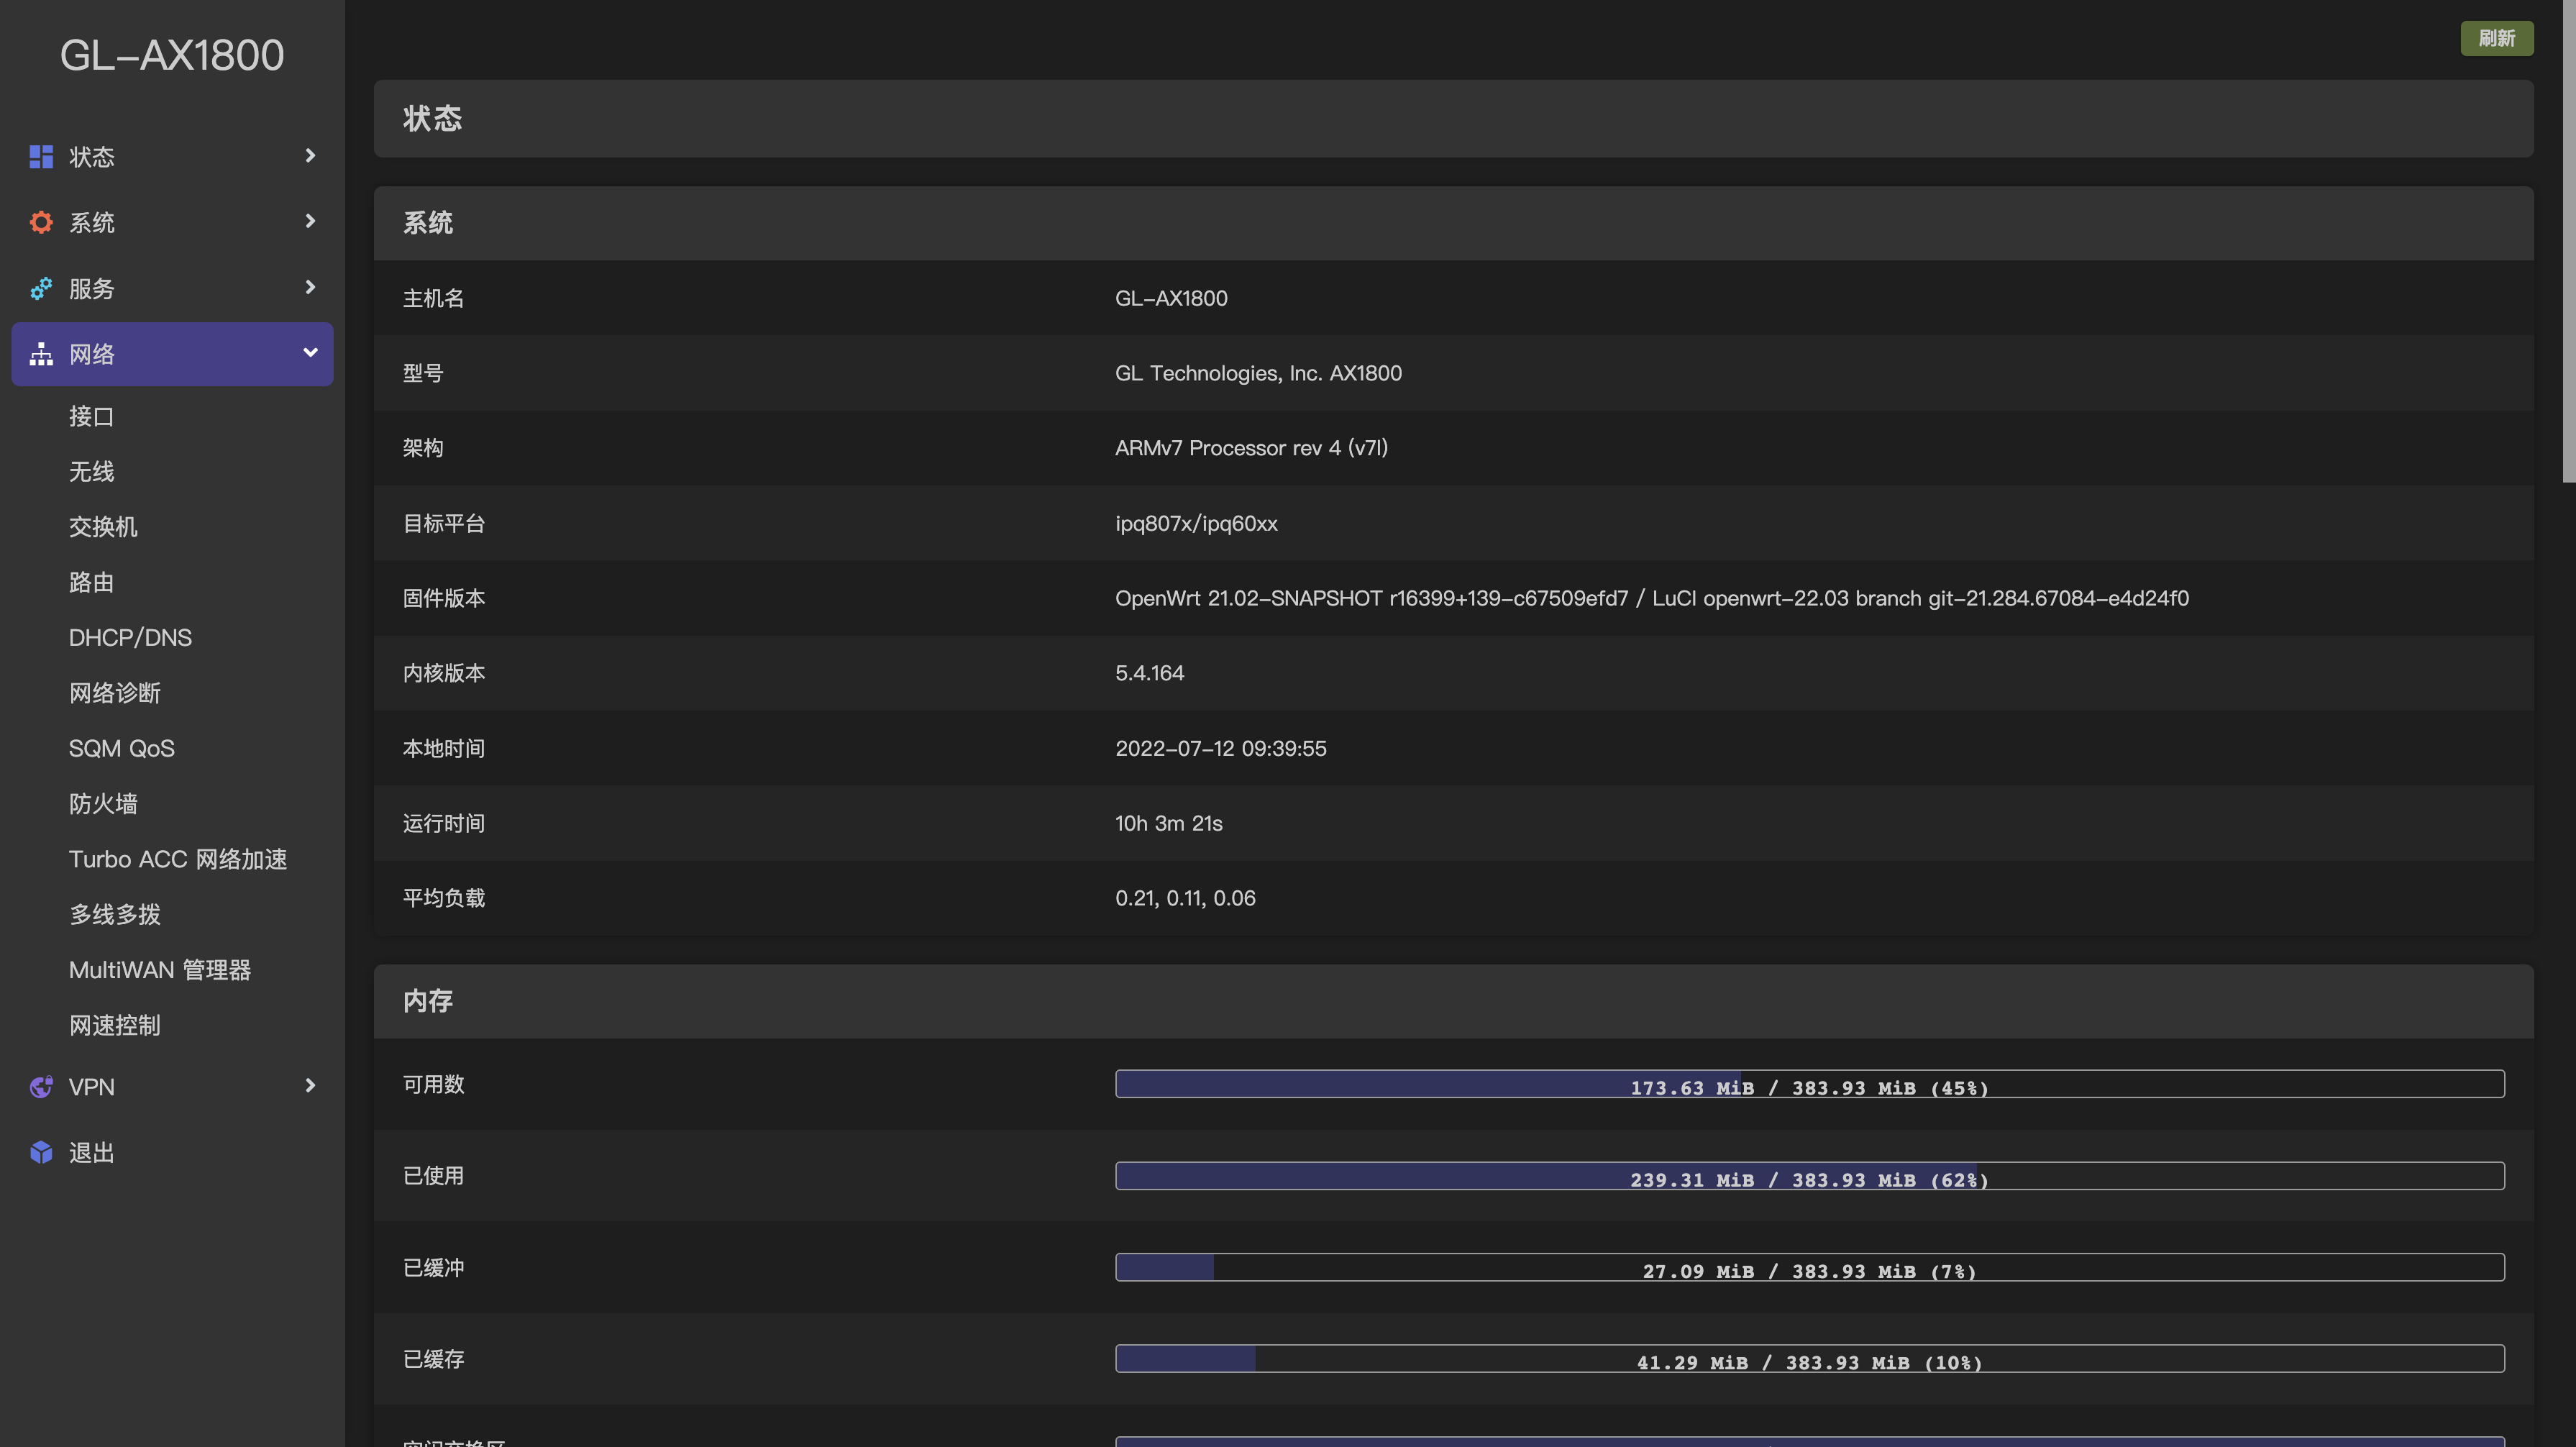 GL-AX1800
状态
系统
服务
网络
接口
无线
交换机
路由
DHCP/DNS
网络诊断
SQM QoS
防火墙
Turbo ACC 网络加速
多线多拨
MultiWAN 管理器
网速控制
VPN
退出
刷新
状态
系统
主机名 GL-AX1800
型号 GL Technologies, Inc. AX1800
架构 ARMv7 Processor rev 4 (v7l)
目标平台 ipq807x/ipq60xx
固件版本 OpenWrt 21.02-SNAPSHOT r16399+139-c67509efd7 / LuCI openwrt-22.03 branch git-21.284.67084-e4d24f0
内核版本 5.4.164
本地时间 2022-07-12 09:39:55
运行时间 10h 3m 21s
平均负载 0.21, 0.11, 0.06
内存
可用数 173.63 MiB / 383.93 MiB (45%)
已使用 239.31 MiB / 383.93 MiB (62%)
已缓冲 27.09 MiB / 383.93 MiB (7%)
已缓存 41.29 MiB / 383.93 MiB (10%)